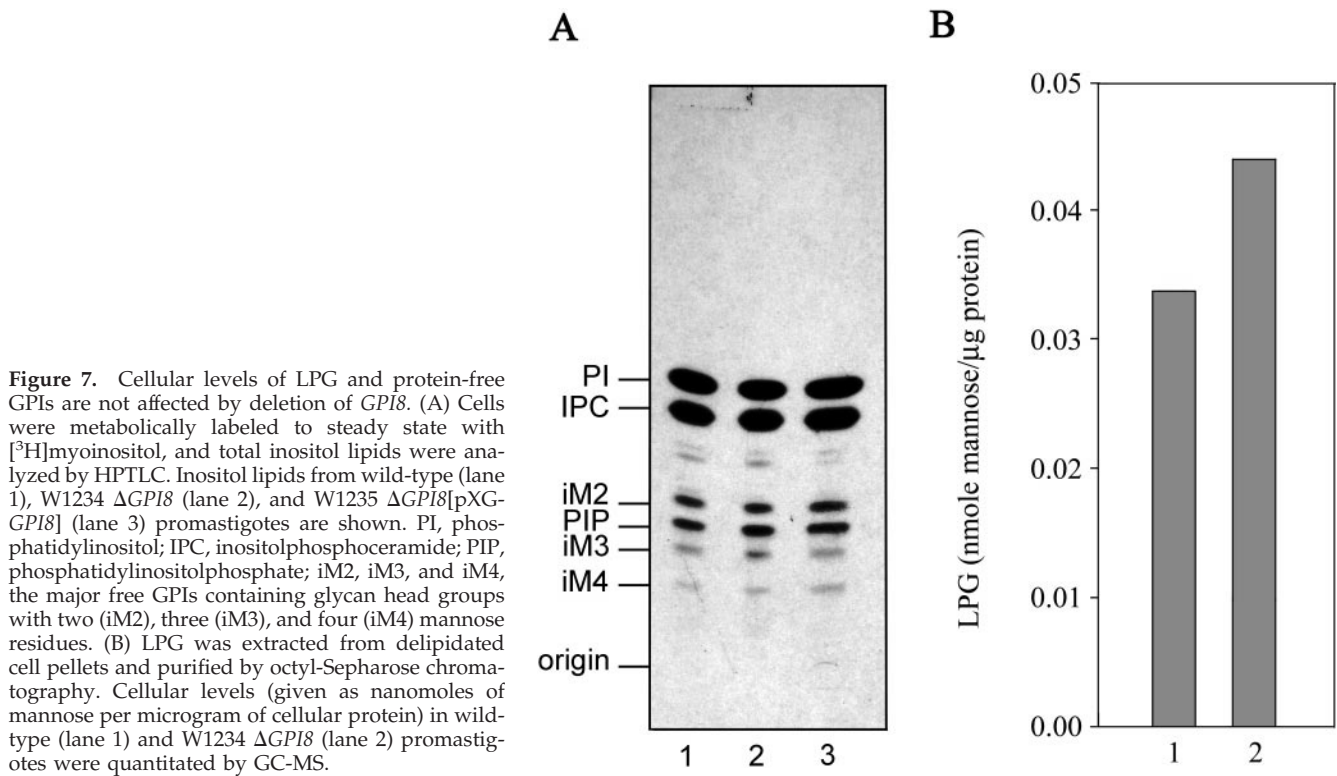 Figure 7. Cellular levels of LPG and protein-free
GPIs are not affected by deletion of GPI8. (A) Cells
were metabolically labeled to steady state with
[³H]myoinositol, and total inositol lipids were ana-
lyzed by HPTLC. Inositol lipids from wild-type (lane
1), W1234 ΔGPI8 (lane 2), and W1235 ΔGPI8[pXG-
GPI8] (lane 3) promastigotes are shown. PI, phos-
phatidylinositol; IPC, inositolphosphoceramide; PIP,
phosphatidylinositolphosphate; iM2, iM3, and iM4,
the major free GPIs containing glycan head groups
with two (iM2), three (iM3), and four (iM4) mannose
residues. (B) LPG was extracted from delipidated
cell pellets and purified by octyl-Sepharose chroma-
tography. Cellular levels (given as nanomoles of
mannose per microgram of cellular protein) in wild-
type (lane 1) and W1234 ΔGPI8 (lane 2) promastig-
otes were quantitated by GC-MS.
A
PI
IPC
iM2
PIP
iM3
iM4
origin
1 2 3
B
LPG (nmole mannose/µg protein)
0.05
0.04
0.03
0.02
0.01
0.00
1 2